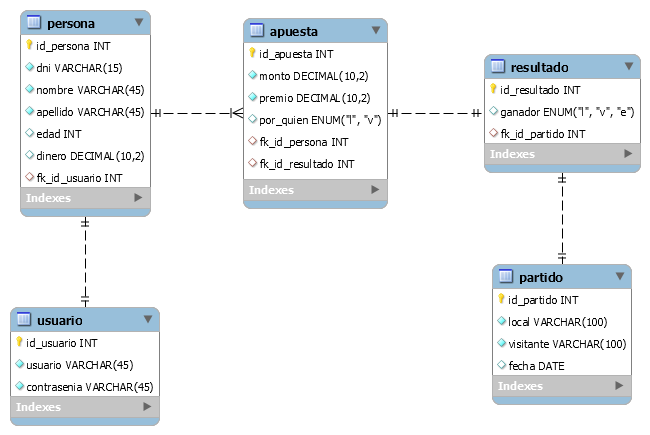 persona
id_persona INT
dni VARCHAR(15)
nombre VARCHAR(45)
apellido VARCHAR(45)
edad INT
dinero DECIMAL(10,2)
fk_id_usuario INT
Indexes
apuesta
id_apuesta INT
monto DECIMAL(10,2)
premio DECIMAL(10,2)
por_quien ENUM("l", "v")
fk_id_persona INT
fk_id_resultado INT
Indexes
resultado
id_resultado INT
ganador ENUM("l", "v", "e")
fk_id_partido INT
Indexes
usuario
id_usuario INT
usuario VARCHAR(45)
contrasenia VARCHAR(45)
Indexes
partido
id_partido INT
local VARCHAR(100)
visitante VARCHAR(100)
fecha DATE
Indexes